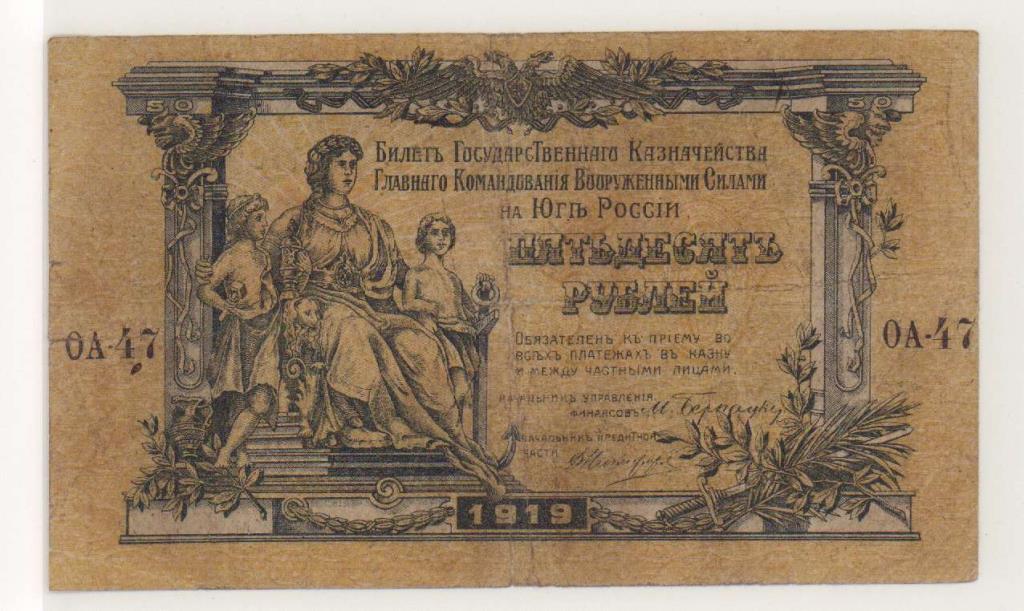 50
50
Билетъ Государственнаго Казначейства
Главнаго Командованія Вооруженными Силами
на Югѣ Россіи
ПЯТЬДЕСЯТЪ
РУБЛЕЙ
Обязателенъ къ пріему во
всѣхъ платежахъ въ казну
и между частными лицами.
Начальникъ Управленія
Финансовъ
Начальникъ Кредитной
части
ОА-47
ОА-47
1919